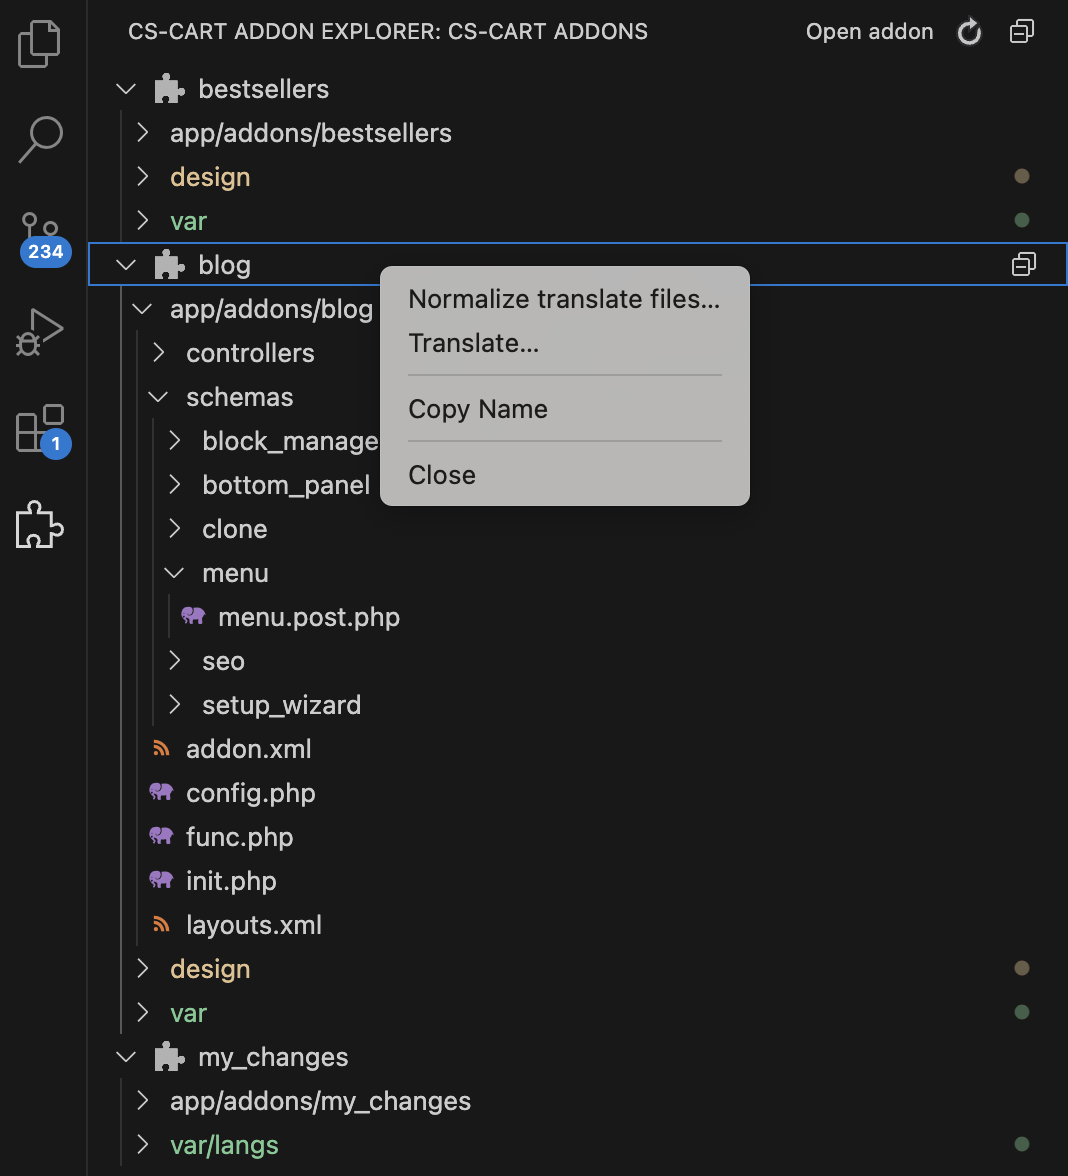 CS-CART ADDON EXPLORER: CS-CART ADDONS Open addon
bestsellers
app/addons/bestsellers
design
var
234
blog
Normalize translate files...
app/addons/blog
controllers
Translate...
schemas
Copy Name
block_manage
1
Close
bottom_panel
clone
menu
menu.post.php
seo
setup_wizard
addon.xml
config.php
func.php
init.php
layouts.xml
design
var
my_changes
app/addons/my_changes
var/langs